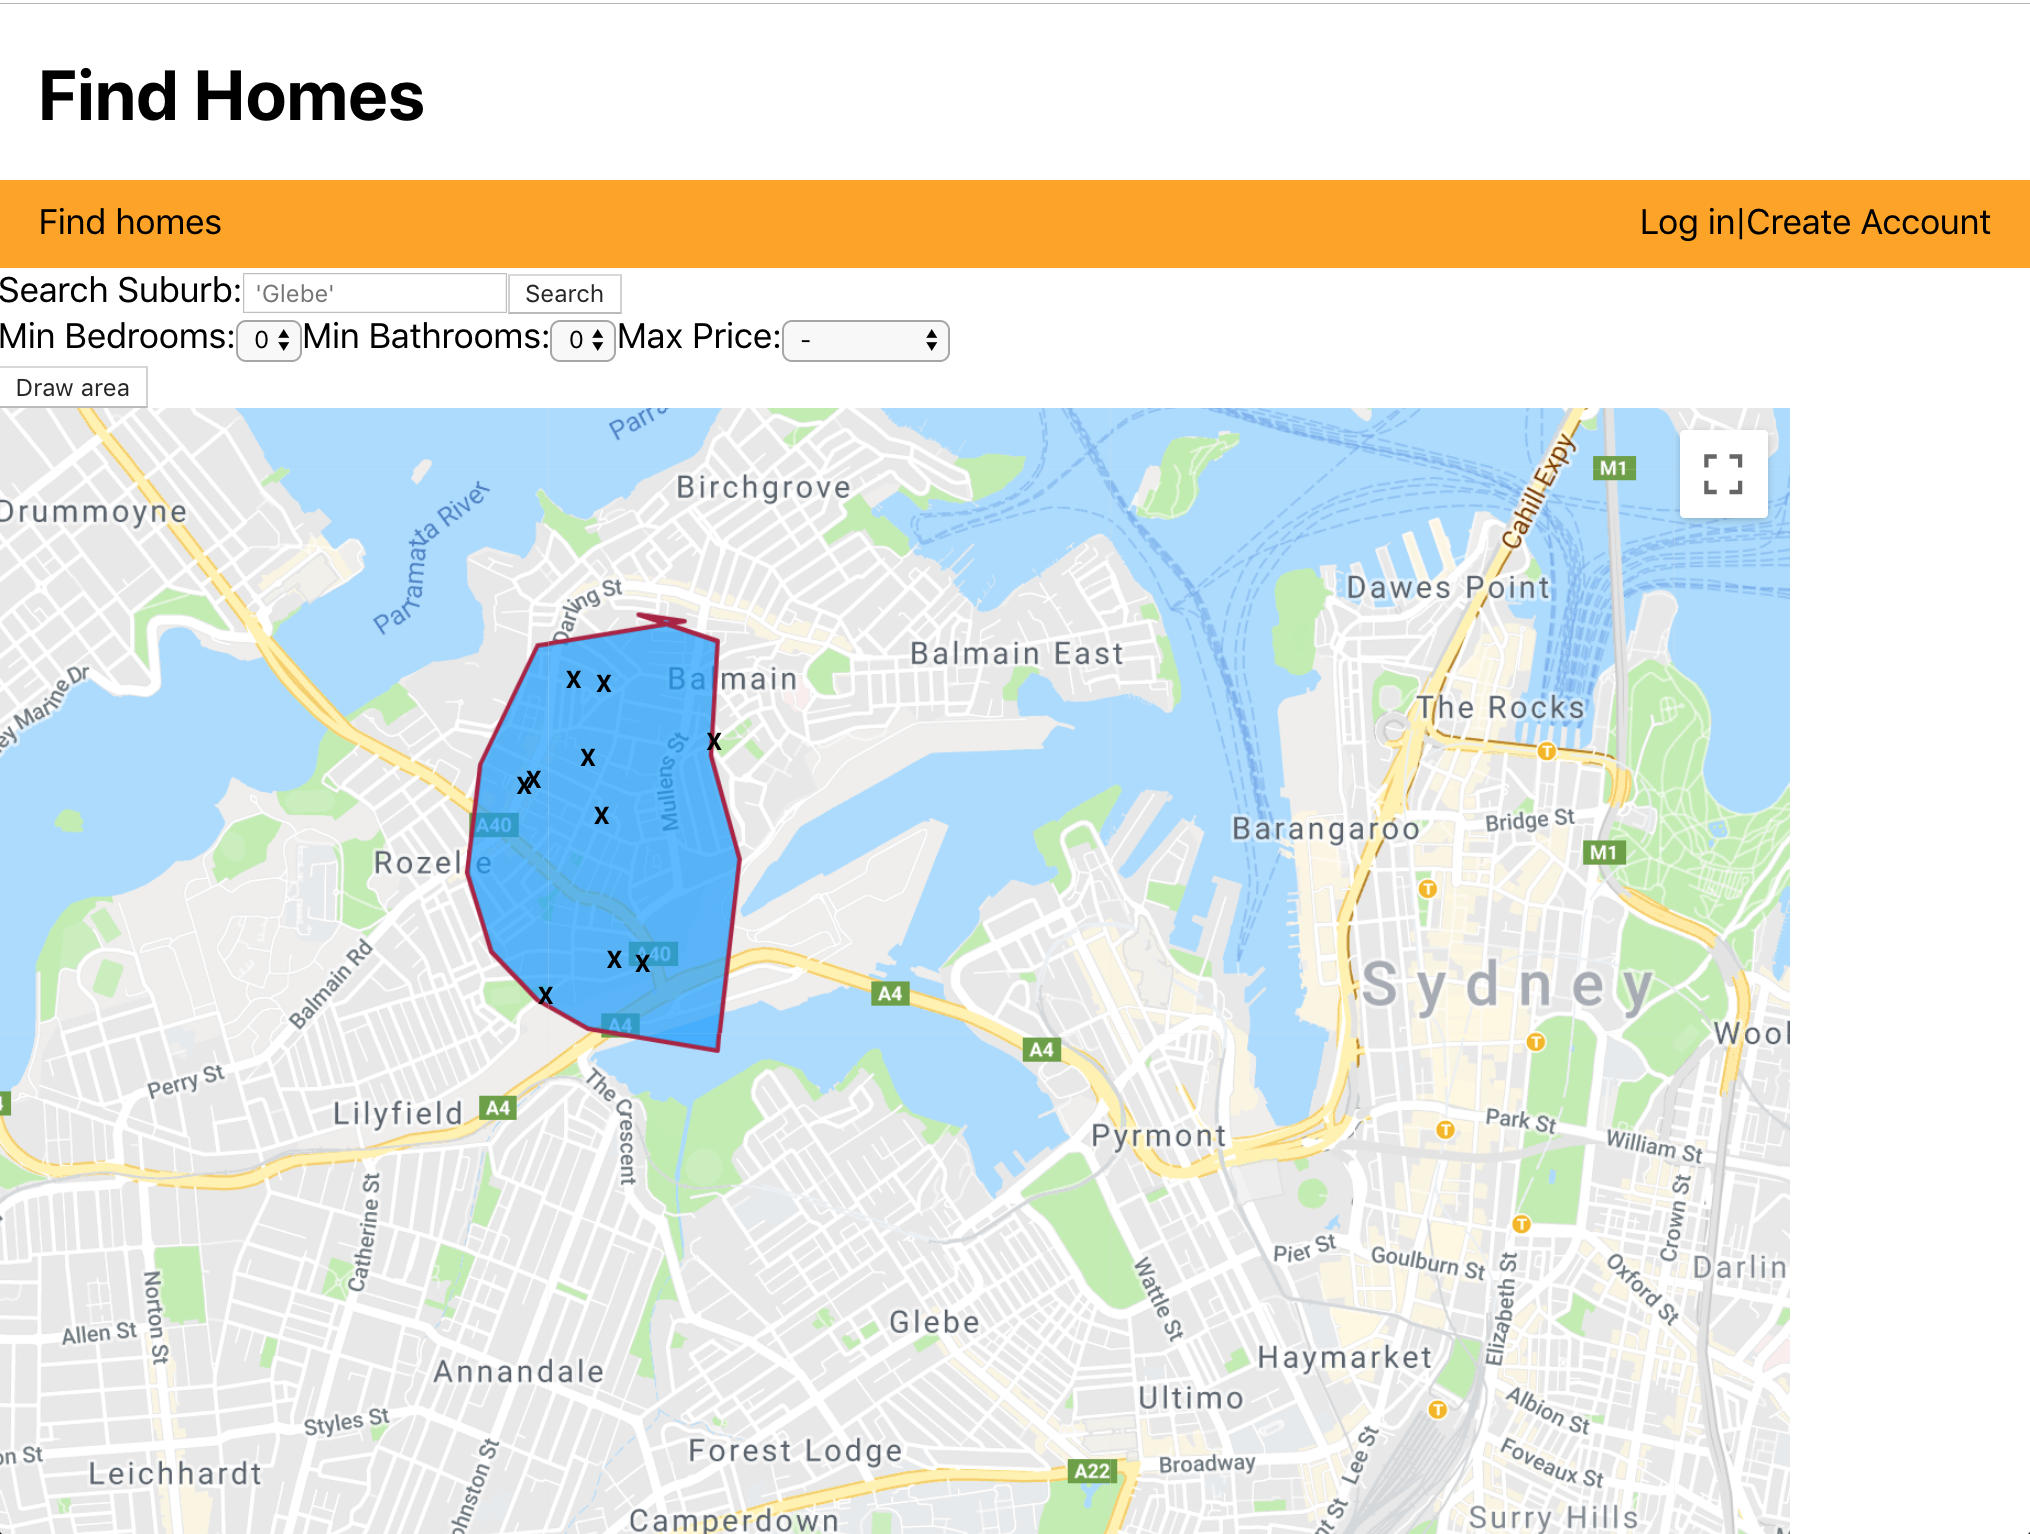 Find Homes
Find homes
Log in|Create Account
Search Suburb: 'Glebe' Search
Min Bedrooms: 0 Min Bathrooms: 0 Max Price: -
Draw area
Parramatta River
Birchgrove
Cahill Expy
M1
Drummoyne
Darling St
Dawes Point
Balmain East
Balmain
X X
The Rocks
X
X
X X
Mullens St
X
T
A40
Bridge St
Barangaroo
M1
Rozelle
T
Balmain Rd
X X
A40
Sydney
A4
X
A4
T
A4
Perry St
The Crescent
Lilyfield
A4
Park St
T
Pyrmont
William St
Catherine St
Crown St
T
Pier St
Goulburn St
Norton St
Wattle St
Elizabeth St
Oxford St
Allen St
Glebe
Haymarket
Annandale
Ultimo
T
Albion St
Styles St
Forest Lodge
Lee St
Foveaux St
Leichhardt
A22
Broadway
Camperdown
Surry Hills